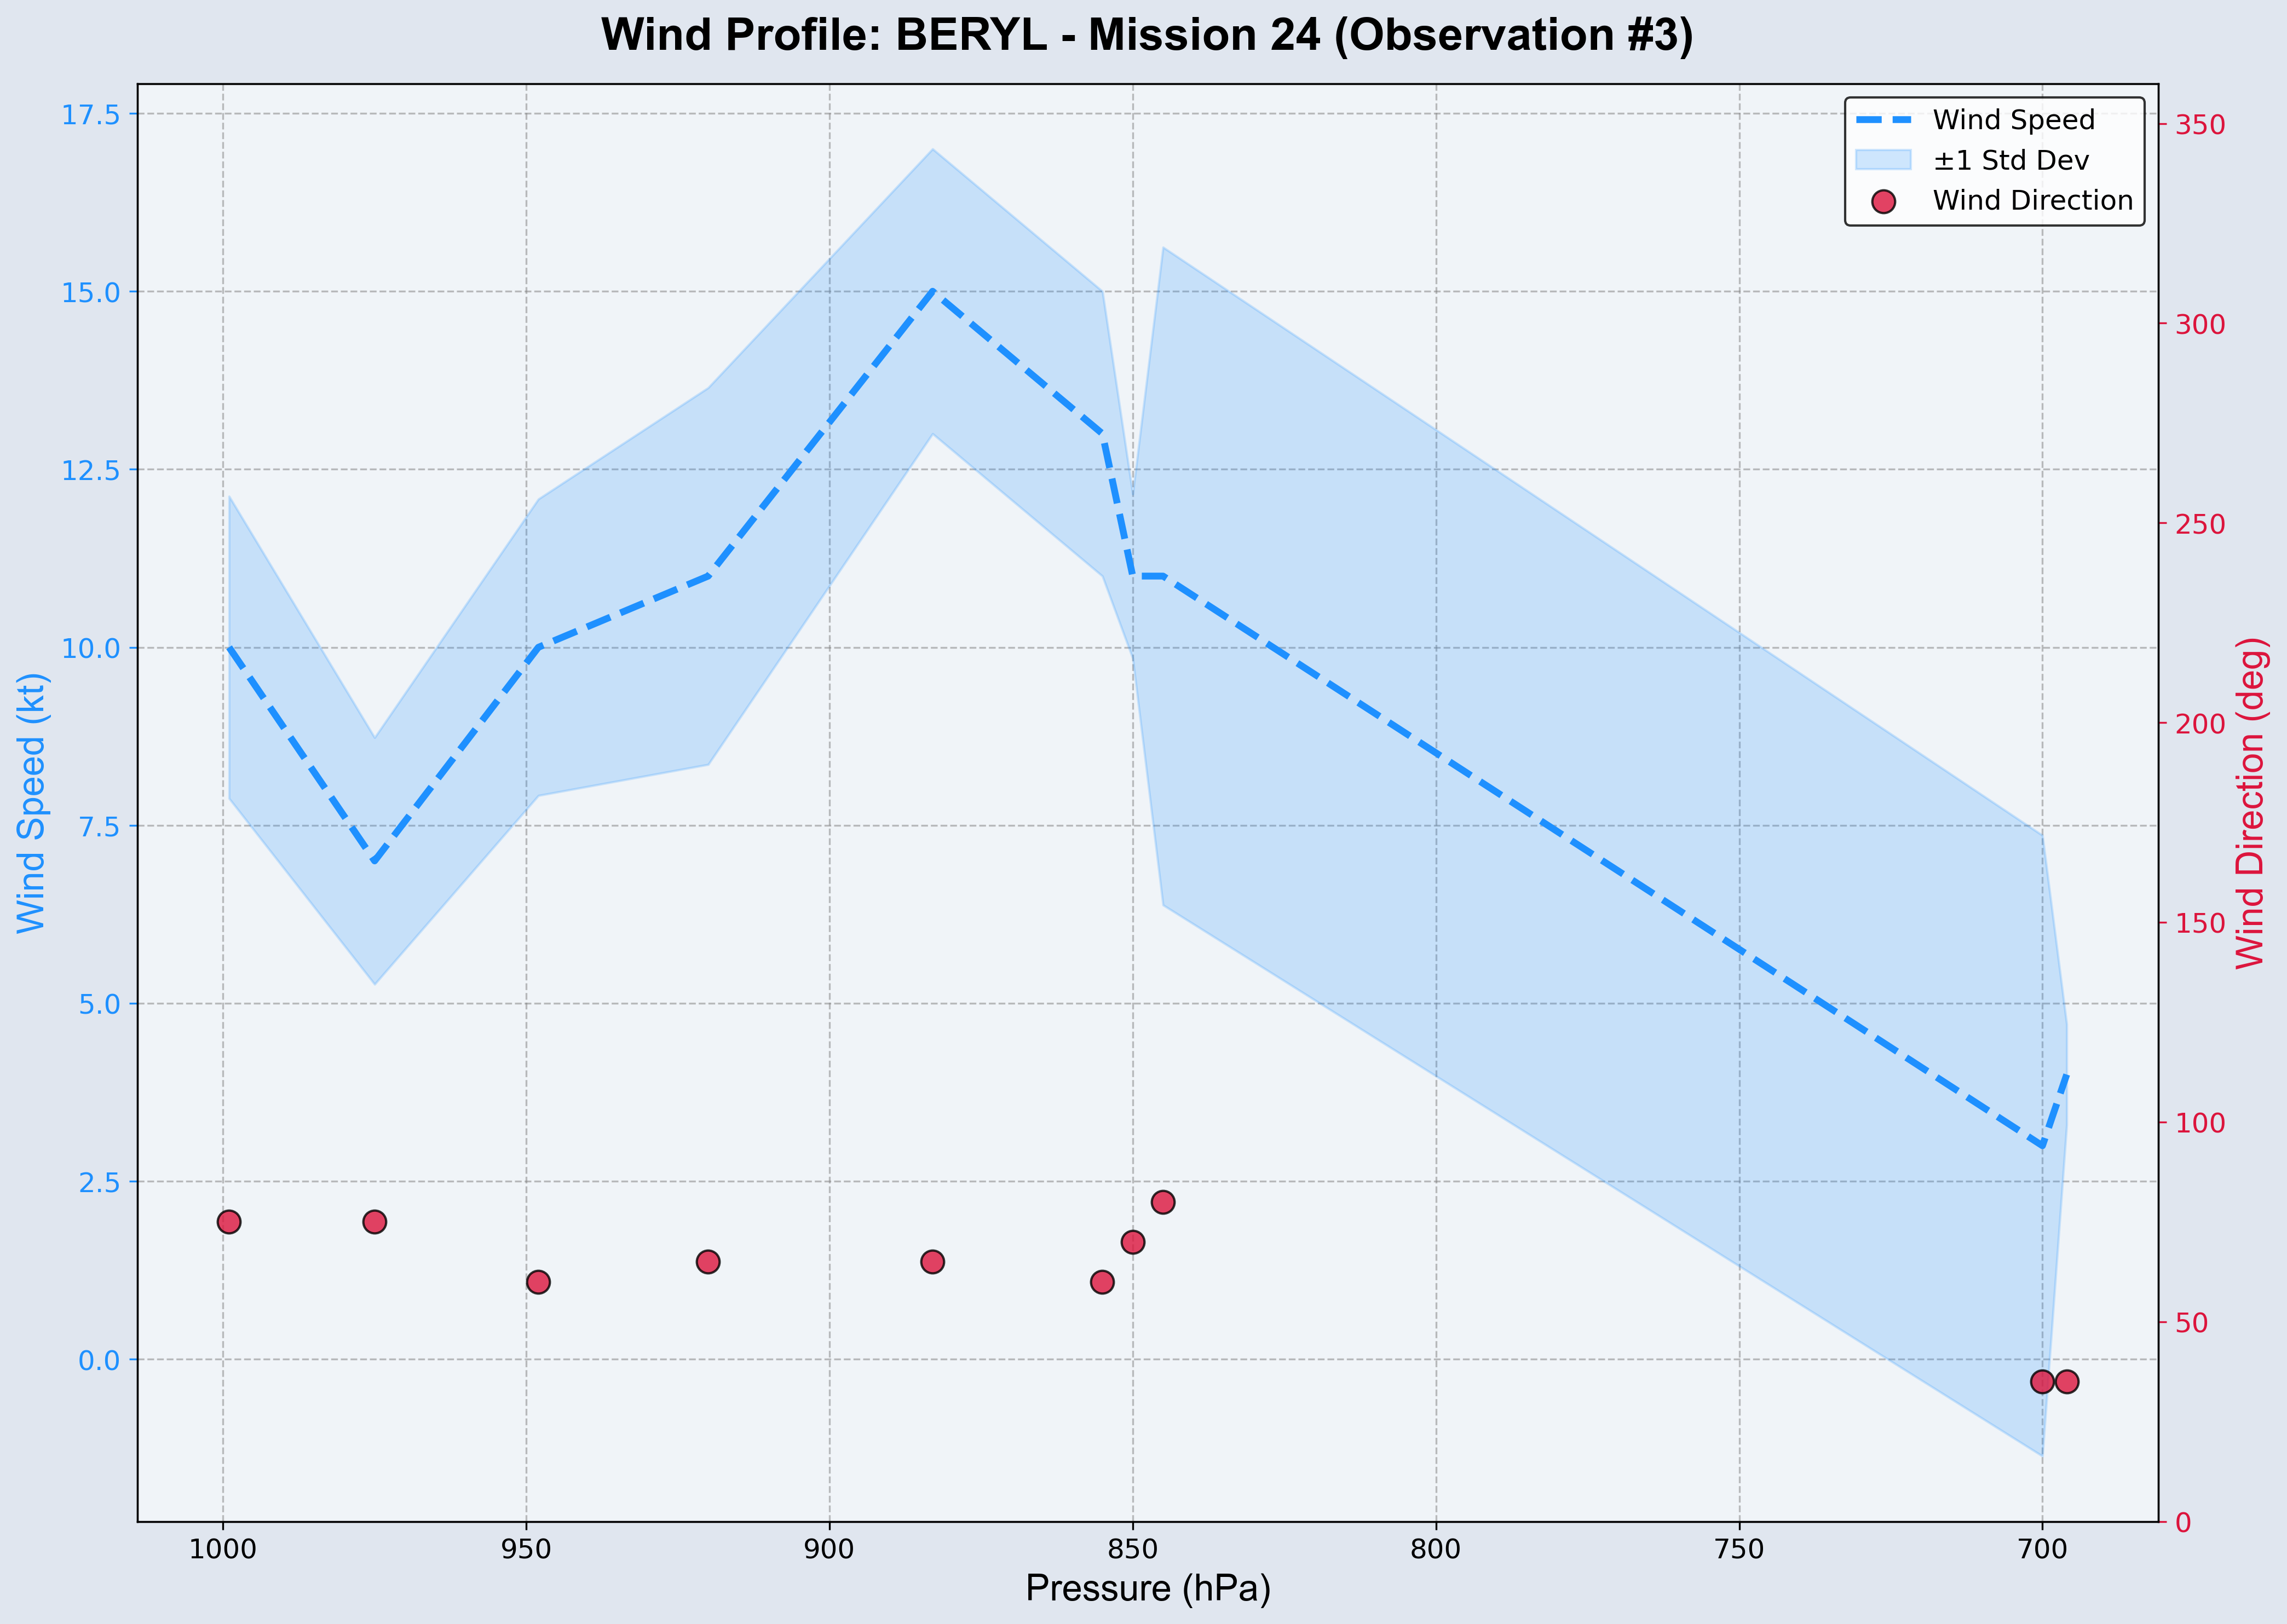 Wind Profile: BERYL - Mission 24 (Observation #3)
Wind Speed
±1 Std Dev
Wind Direction
17.5
15.0
12.5
10.0
7.5
5.0
2.5
0.0
Wind Speed (kt)
350
300
250
200
150
100
50
0
Wind Direction (deg)
1000 950 900 850 800 750 700
Pressure (hPa)